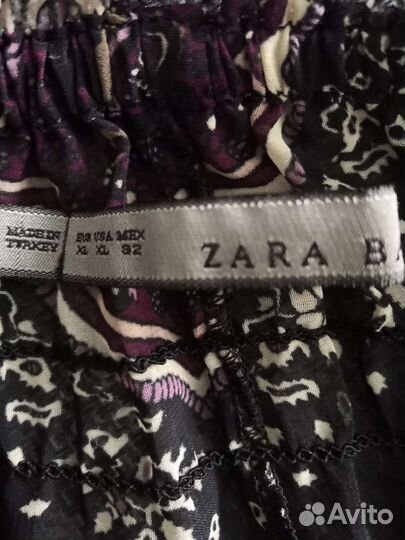 MADE IN
TURKEY
EUR USA MEX
XL XL 32
ZARA BA
Avito